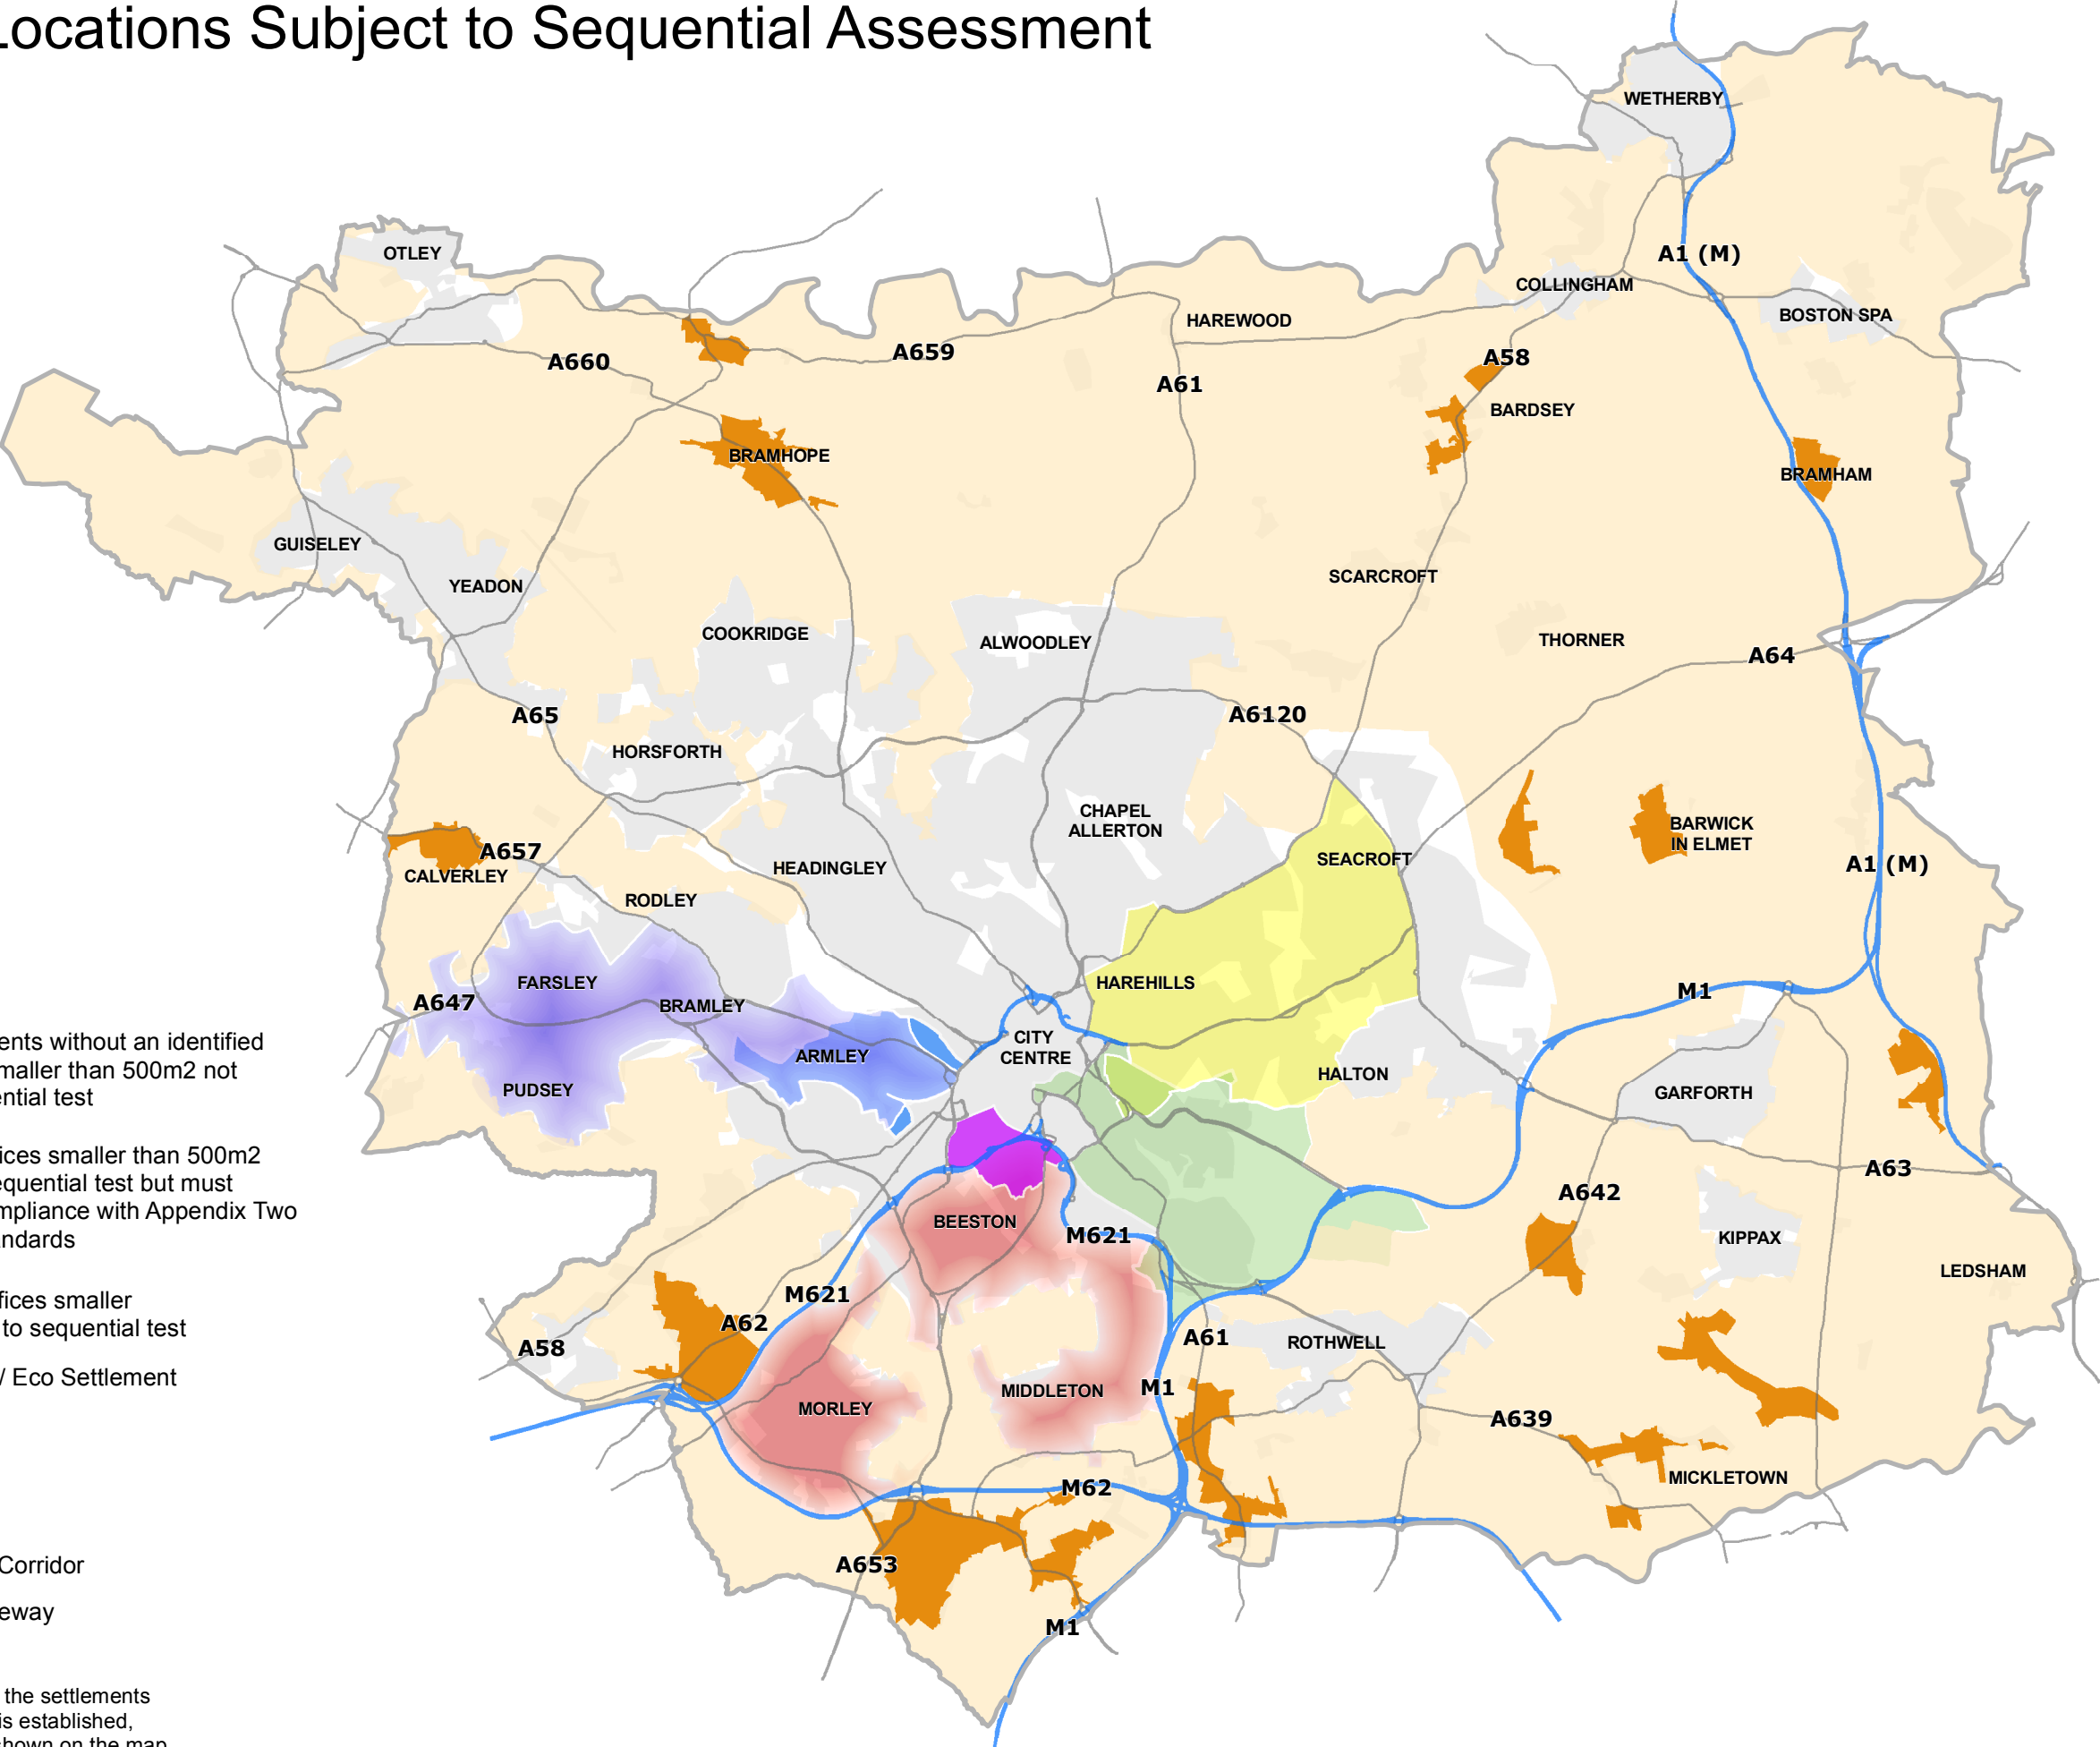 Locations Subject to Sequential Assessment
WETHERBY
OTLEY
A1 (M)
COLLINGHAM
BOSTON SPA
HAREWOOD
A660
A659
A58
A61
BARDSEY
BRAMHOPE
BRAMHAM
GUISELEY
YEADON
SCARCROFT
COOKRIDGE
ALWOODLEY
THORNER
A64
A65
A6120
HORSFORTH
CHAPEL
ALLERTON
BARWICK
IN ELMET
A657
SEACROFT
A1 (M)
CALVERLEY
HEADINGLEY
RODLEY
FARSLEY
HAREHILLS
M1
A647
BRAMLEY
CITY
CENTRE
ARMLEY
PUDSEY
HALTON
GARFORTH
ents without an identified
maller than 500m2 not
ential test
A63
ices smaller than 500m2
equential test but must
mpliance with Appendix Two
ndards
A642
BEESTON
M621
KIPPAX
LEDSHAM
M621
A62
fices smaller
to sequential test
A58
A61
ROTHWELL
/ Eco Settlement
MIDDLETON
M1
MORLEY
A639
MICKLETOWN
M62
Corridor
A653
eway
M1
the settlements
is established,
shown on the map